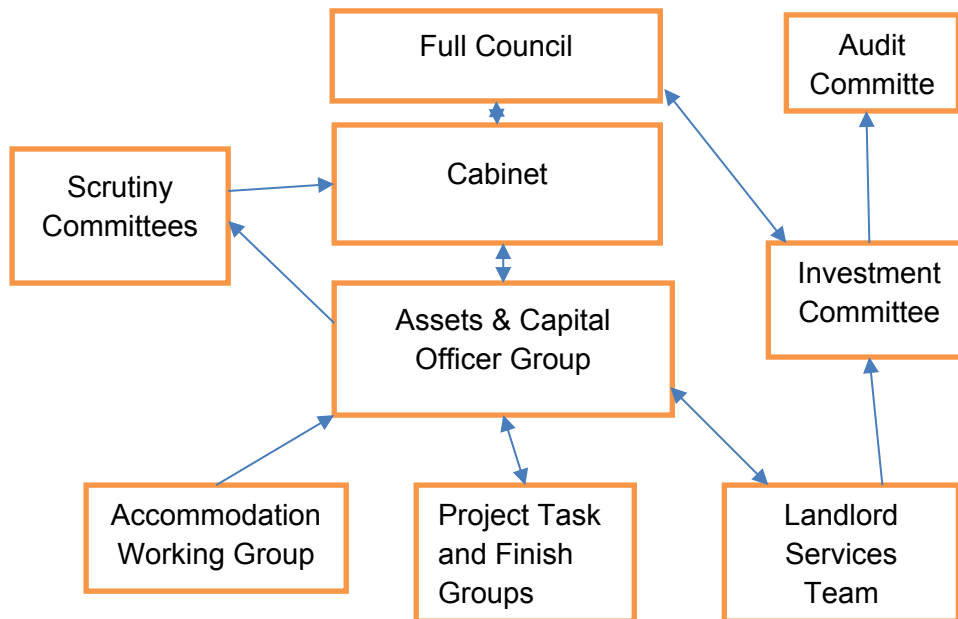 Full Council
Audit
Committe
Scrutiny
Committees
Cabinet
Investment
Committee
Assets & Capital
Officer Group
Accommodation
Working Group
Project Task
and Finish
Groups
Landlord
Services
Team